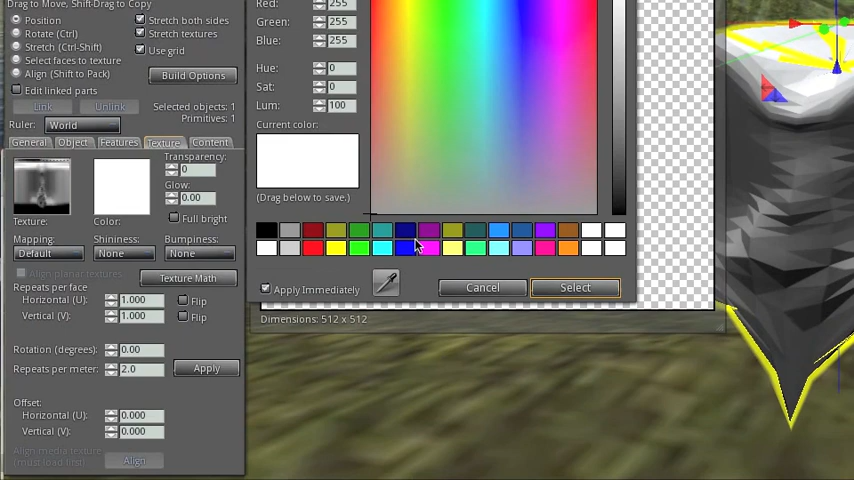 Drag to Move, Shift-Drag to Copy
Position
Rotate (Ctrl)
Stretch (Ctrl-Shift)
Select faces to texture
Align (Shift to Pack)
Edit linked parts
Stretch both sides
Stretch textures
Use grid
Build Options
Link
Unlink
Selected objects: 1
Primitives: 1
Ruler:
World
General
Object
Features
Texture
Content
Texture:
Color:
Transparency:
0
Glow:
0.00
Full bright
Mapping:
Default
Shininess:
None
Bumpiness:
None
Align planar textures
Texture Math
Repeats per face
Horizontal (U):
1.000
Flip
Vertical (V):
1.000
Flip
Rotation (degrees):
0.00
Repeats per meter:
2.0
Apply
Offset:
Horizontal (U):
0.000
Vertical (V):
0.000
Align media texture
(must load first)
Align
Red:
255
Green:
255
Blue:
255
Hue:
0
Sat:
0
Lum:
100
Current color:
(Drag below to save.)
Apply Immediately
Cancel
Select
Dimensions: 512 x 512